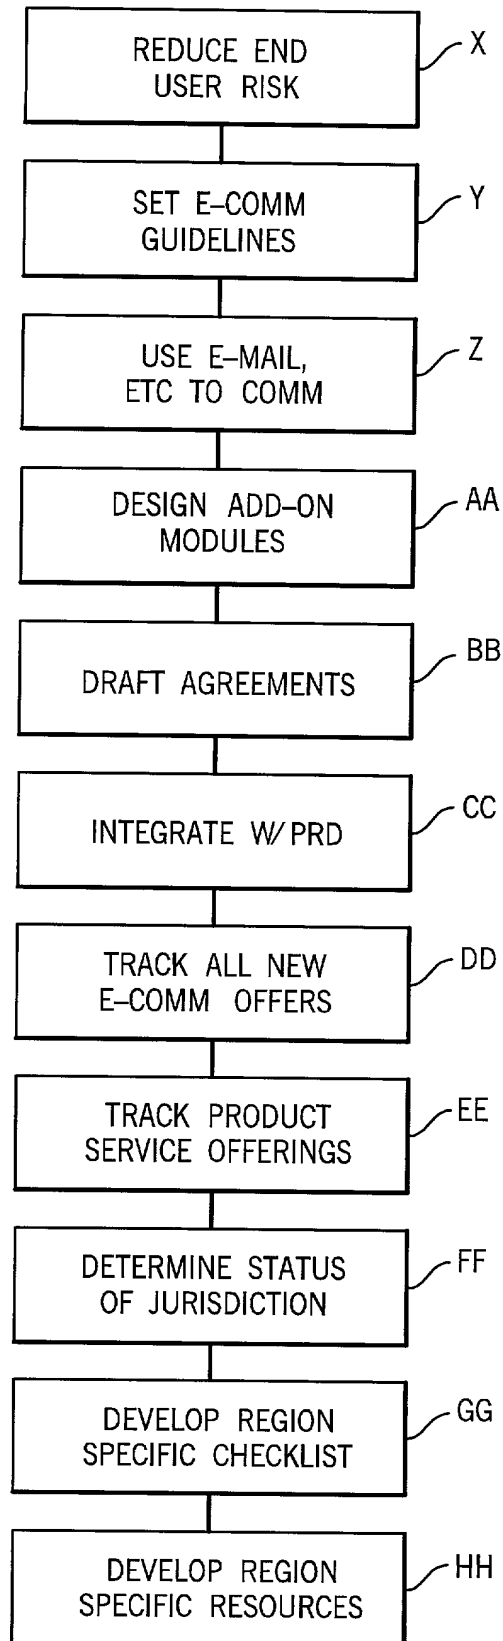 REDUCE END
USER RISK
X
SET E-COMM
GUIDELINES
Y
USE E-MAIL,
ETC TO COMM
Z
DESIGN ADD-ON
MODULES
AA
DRAFT AGREEMENTS
BB
INTEGRATE W/PRD
CC
TRACK ALL NEW
E-COMM OFFERS
DD
TRACK PRODUCT
SERVICE OFFERINGS
EE
DETERMINE STATUS
OF JURISDICTION
FF
DEVELOP REGION
SPECIFIC CHECKLIST
GG
DEVELOP REGION
SPECIFIC RESOURCES
HH